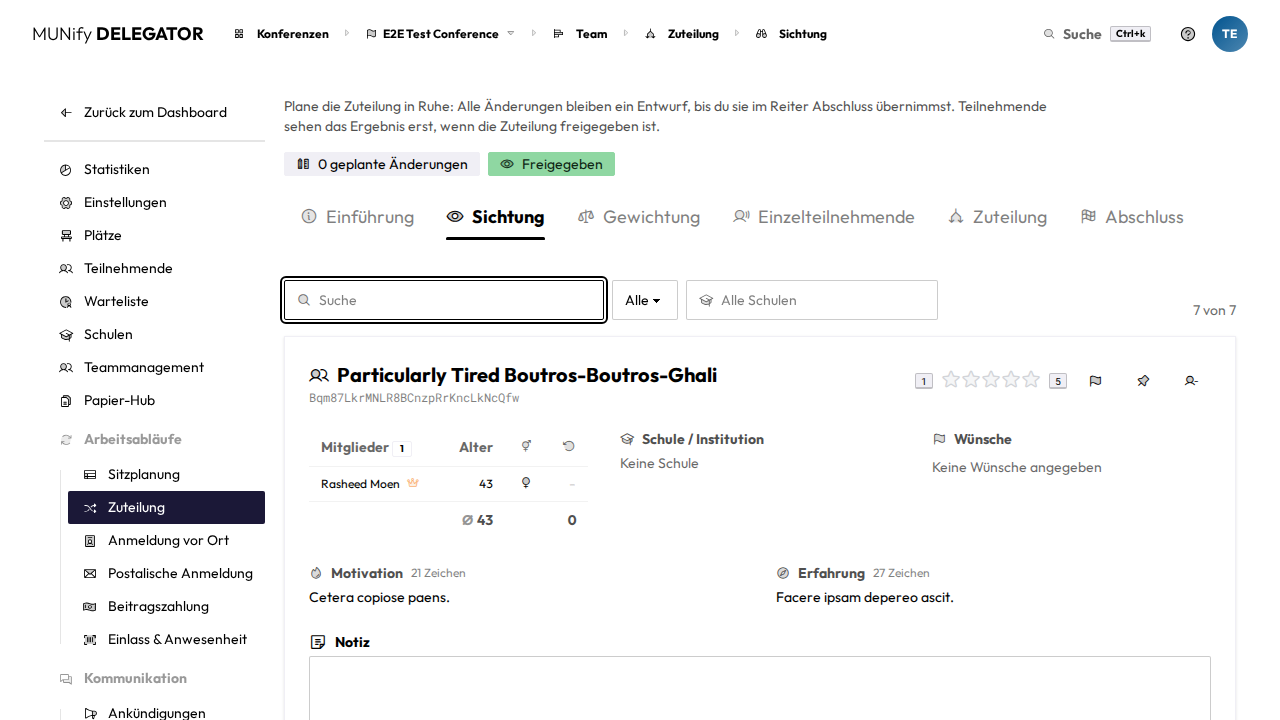 MUNify DELEGATOR
Konferenzen
E2E Test Conference
Team
Zuteilung
Sichtung
Suche
Ctrl+k
TE
Zurück zum Dashboard
Statistiken
Einstellungen
Plätze
Teilnehmende
Warteliste
Schulen
Teammanagement
Papier-Hub
Arbeitsabläufe
Sitzplanung
Zuteilung
Anmeldung vor Ort
Postalische Anmeldung
Beitragszahlung
Einlass & Anwesenheit
Kommunikation
Ankündigungen
Plane die Zuteilung in Ruhe: Alle Änderungen bleiben ein Entwurf, bis du sie im Reiter Abschluss übernimmst. Teilnehmende
sehen das Ergebnis erst, wenn die Zuteilung freigegeben ist.
0 geplante Änderungen
Freigegeben
Einführung
Sichtung
Gewichtung
Einzelteilnehmende
Zuteilung
Abschluss
Suche
Alle
Alle Schulen
7 von 7
Particularly Tired Boutros-Boutros-Ghali
Bqm87LkrMNLR8BCnzpRrKncLkNcQfw
1
5
Mitglieder 1
Alter
Rasheed Moen
43
–
Ø 43
0
Schule / Institution
Keine Schule
Wünsche
Keine Wünsche angegeben
Motivation 21 Zeichen
Cetera copiose paens.
Erfahrung 27 Zeichen
Facere ipsam depereo ascit.
Notiz